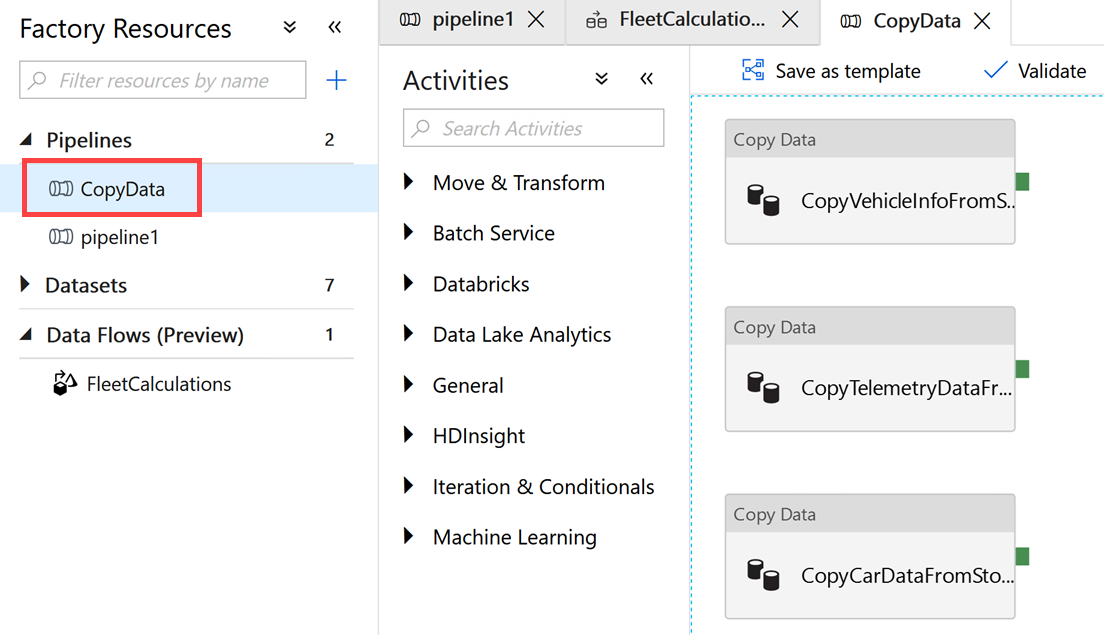 Factory Resources
Filter resources by name
Pipelines 2
CopyData
pipeline1
Datasets 7
Data Flows (Preview) 1
FleetCalculations
pipeline1
FleetCalculatio...
CopyData
Activities
Search Activities
Move & Transform
Batch Service
Databricks
Data Lake Analytics
General
HDInsight
Iteration & Conditionals
Machine Learning
Save as template
Validate
Copy Data
CopyVehicleInfoFromS...
Copy Data
CopyTelemetryDataFr...
Copy Data
CopyCarDataFromSto...